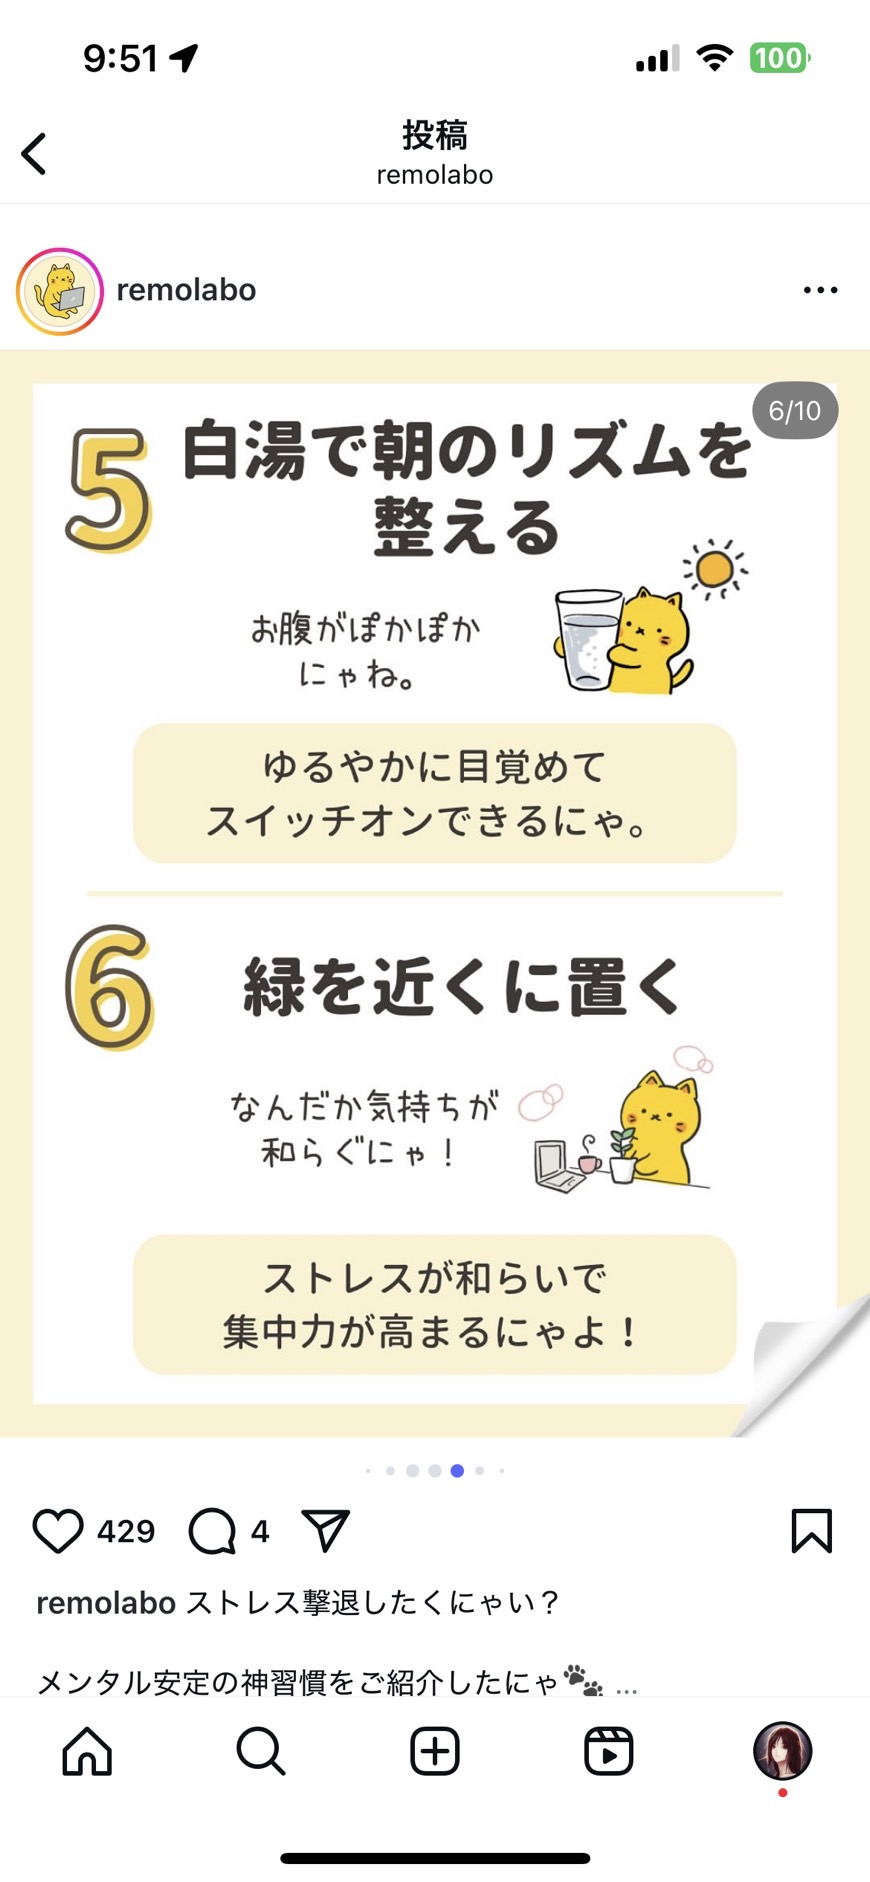 9:51
100
投稿
remolabo
remolabo
6/10
5
白湯で朝のリズムを
整える
お腹がぽかぽか
にゃね。
ゆるやかに目覚めて
スイッチオンできるにゃ。
6
緑を近くに置く
なんだか気持ちが
和らぐにゃ！
ストレスが和らいで
集中力が高まるにゃよ！
429 4
remolabo ストレス撃退したくにゃい？
メンタル安定の神習慣をご紹介したにゃ🐾 ...